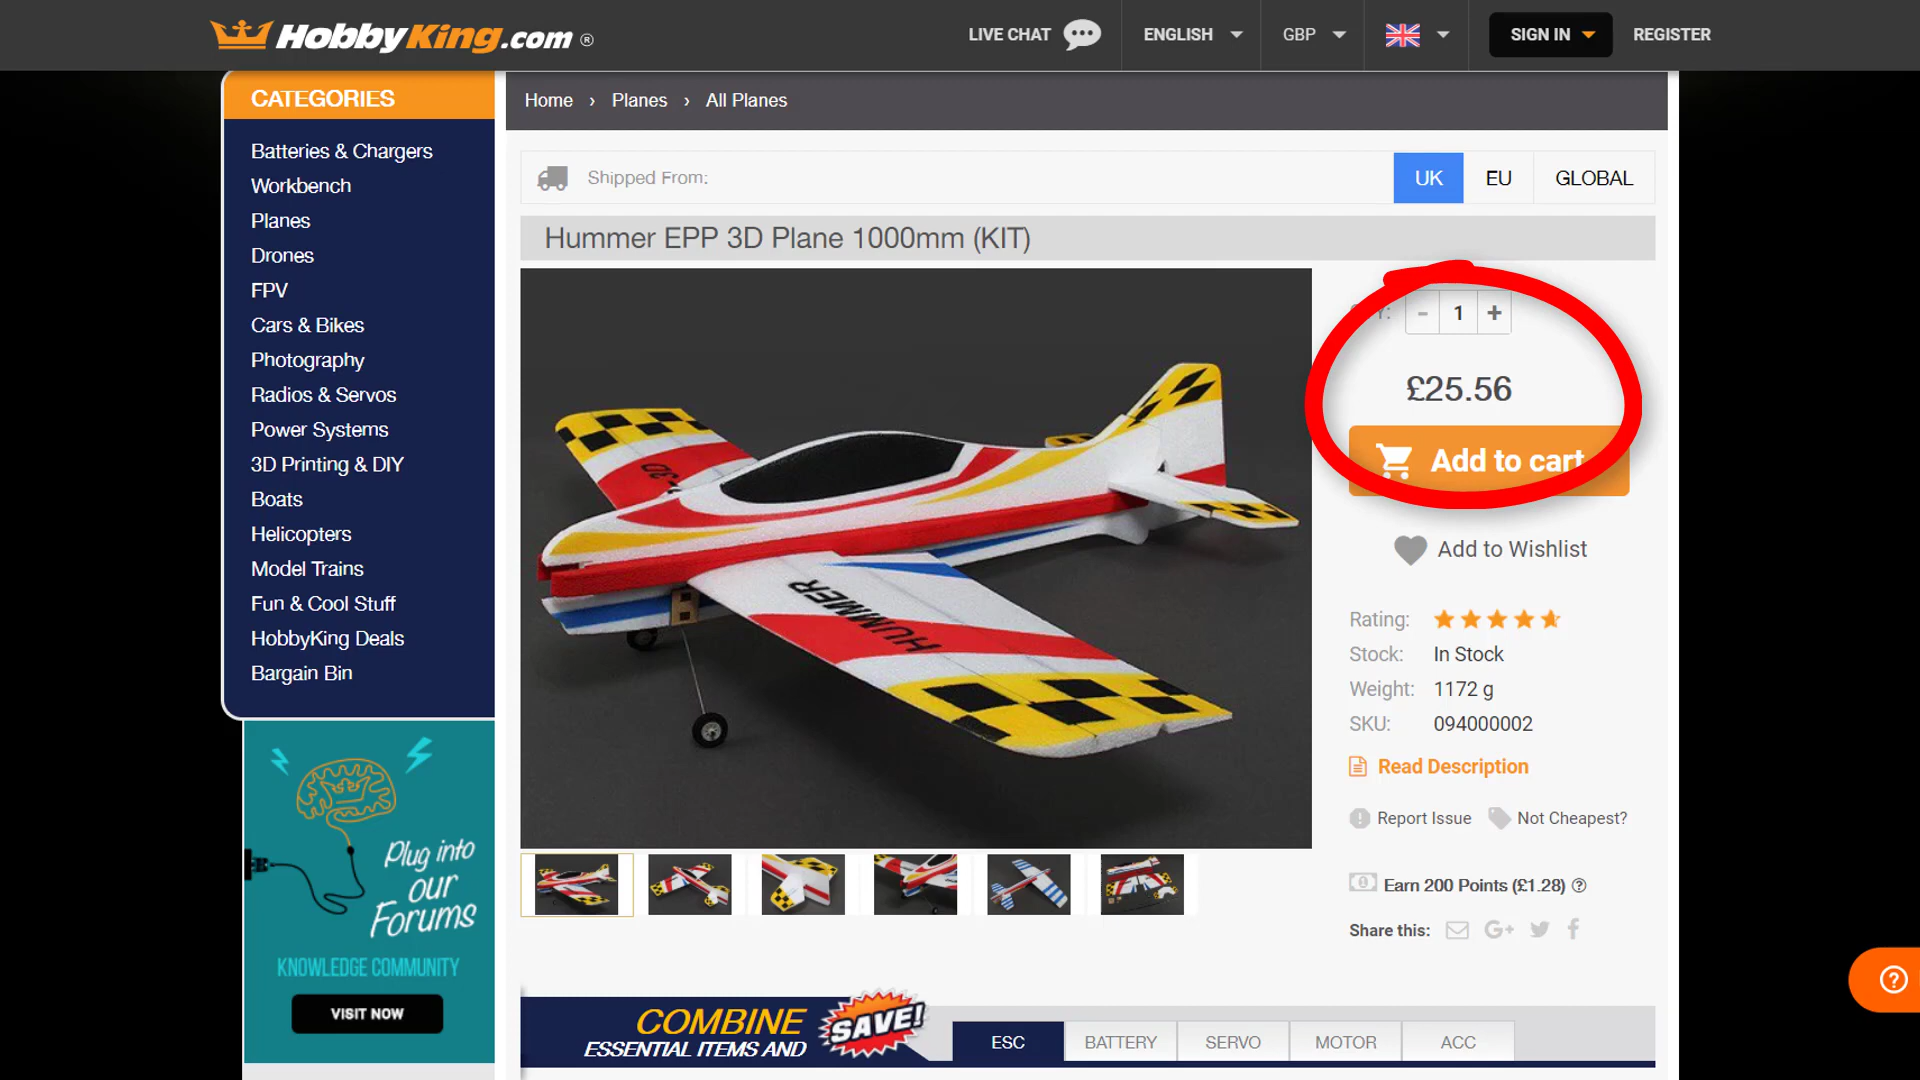 HobbyKing.com ®
LIVE CHAT
ENGLISH
GBP
SIGN IN
REGISTER
CATEGORIES
Batteries & Chargers
Workbench
Planes
Drones
FPV
Cars & Bikes
Photography
Radios & Servos
Power Systems
3D Printing & DIY
Boats
Helicopters
Model Trains
Fun & Cool Stuff
HobbyKing Deals
Bargain Bin
Plug into
our
Forums
KNOWLEDGE COMMUNITY
VISIT NOW
Home › Planes › All Planes
Shipped From:
UK
EU
GLOBAL
Hummer EPP 3D Plane 1000mm (KIT)
HUMMER
- 1 +
£25.56
Add to cart
Add to Wishlist
Rating:
Stock: In Stock
Weight: 1172 g
SKU: 094000002
Read Description
Report Issue
Not Cheapest?
Earn 200 Points (£1.28) ?
Share this:
G+
COMBINE
ESSENTIAL ITEMS AND
SAVE!
ESC
BATTERY
SERVO
MOTOR
ACC
?